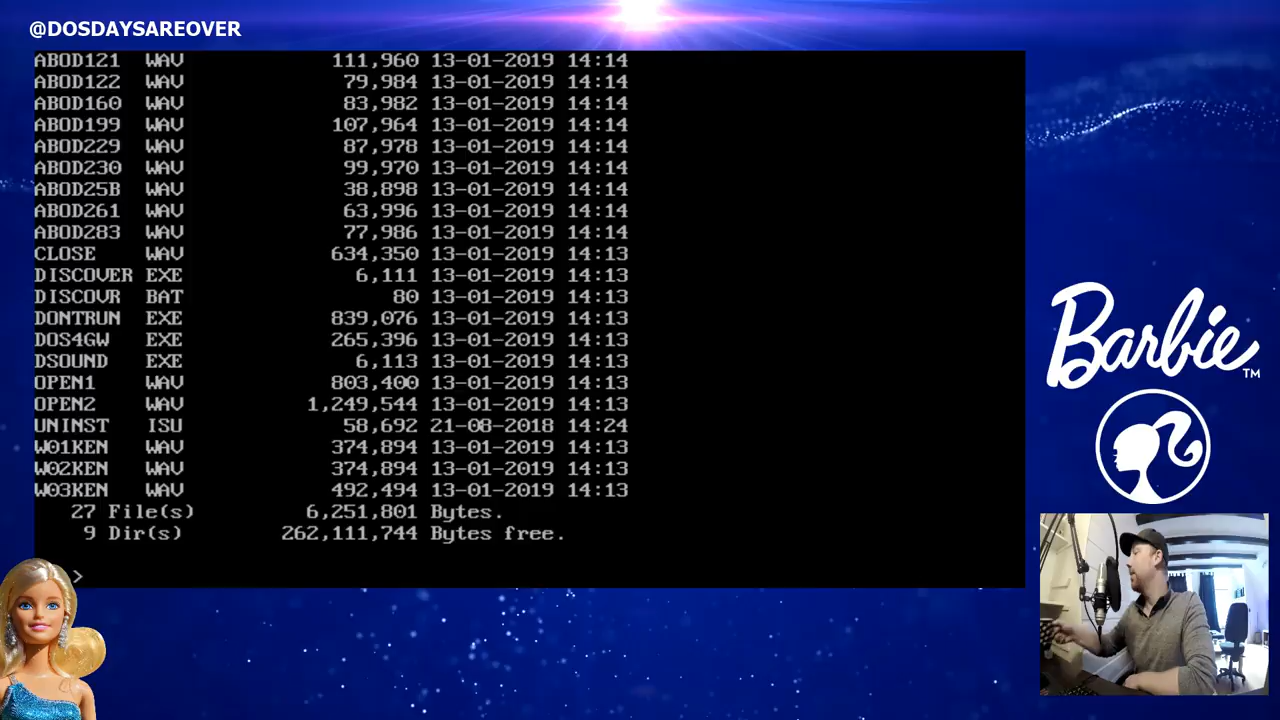 @DOSDAYSAREOVER
ABOD121 WAV 111,960 13-01-2019 14:14
ABOD122 WAV 79,984 13-01-2019 14:14
ABOD160 WAV 83,982 13-01-2019 14:14
ABOD199 WAV 107,964 13-01-2019 14:14
ABOD229 WAV 87,978 13-01-2019 14:14
ABOD230 WAV 99,970 13-01-2019 14:14
ABOD25B WAV 38,898 13-01-2019 14:14
ABOD261 WAV 63,996 13-01-2019 14:14
ABOD283 WAV 77,986 13-01-2019 14:14
CLOSE WAV 634,350 13-01-2019 14:13
DISCOVER EXE 6,111 13-01-2019 14:13
DISCOVR BAT 80 13-01-2019 14:13
DONTRUN EXE 839,076 13-01-2019 14:13
DOS4GW EXE 265,396 13-01-2019 14:13
DSOUND EXE 6,113 13-01-2019 14:13
OPEN1 WAV 803,400 13-01-2019 14:13
OPEN2 WAV 1,249,544 13-01-2019 14:13
UNINST ISU 58,692 21-08-2018 14:24
W01KEN WAV 374,894 13-01-2019 14:13
W02KEN WAV 374,894 13-01-2019 14:13
W03KEN WAV 492,494 13-01-2019 14:13
27 File(s) 6,251,801 Bytes.
9 Dir(s) 262,111,744 Bytes free.
>
Barbie™